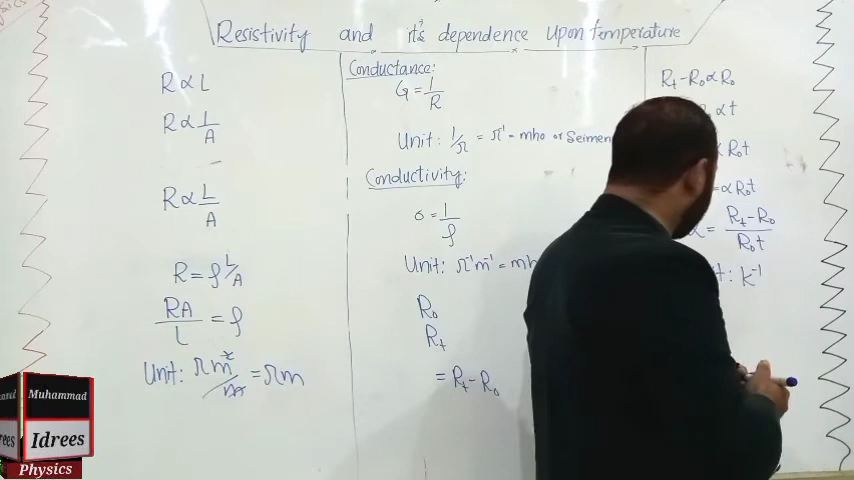 Resistivity and it's dependence upon temperature
R ∝ L
R ∝ L/A
R ∝ L/A
R = ρ L/A
RA/L = ρ
Unit: Ωm²/m = Ωm
Conductance:
G = 1/R
Unit: 1/Ω = Ω⁻¹ = mho or Seimen
Conductivity:
σ = 1/ρ
Unit: Ω⁻¹m⁻¹ = mh
R₀
Rₜ
= Rₜ - R₀
Rₜ - R₀ ∝ R₀
∝ t
∝ R₀t
= αR₀t
α = Rₜ - R₀/R₀t
t: K⁻¹
Muhammad
Idrees
Physics